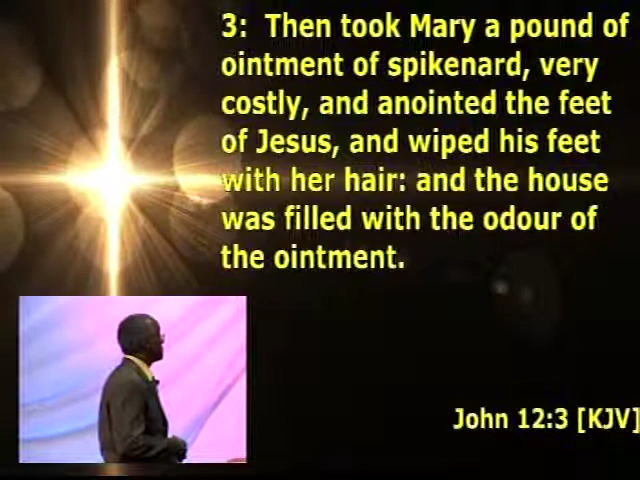 3:  Then took Mary a pound of
ointment of spikenard, very
costly, and anointed the feet
of Jesus, and wiped his feet
with her hair: and the house
was filled with the odour of
the ointment.
John 12:3 [KJV]